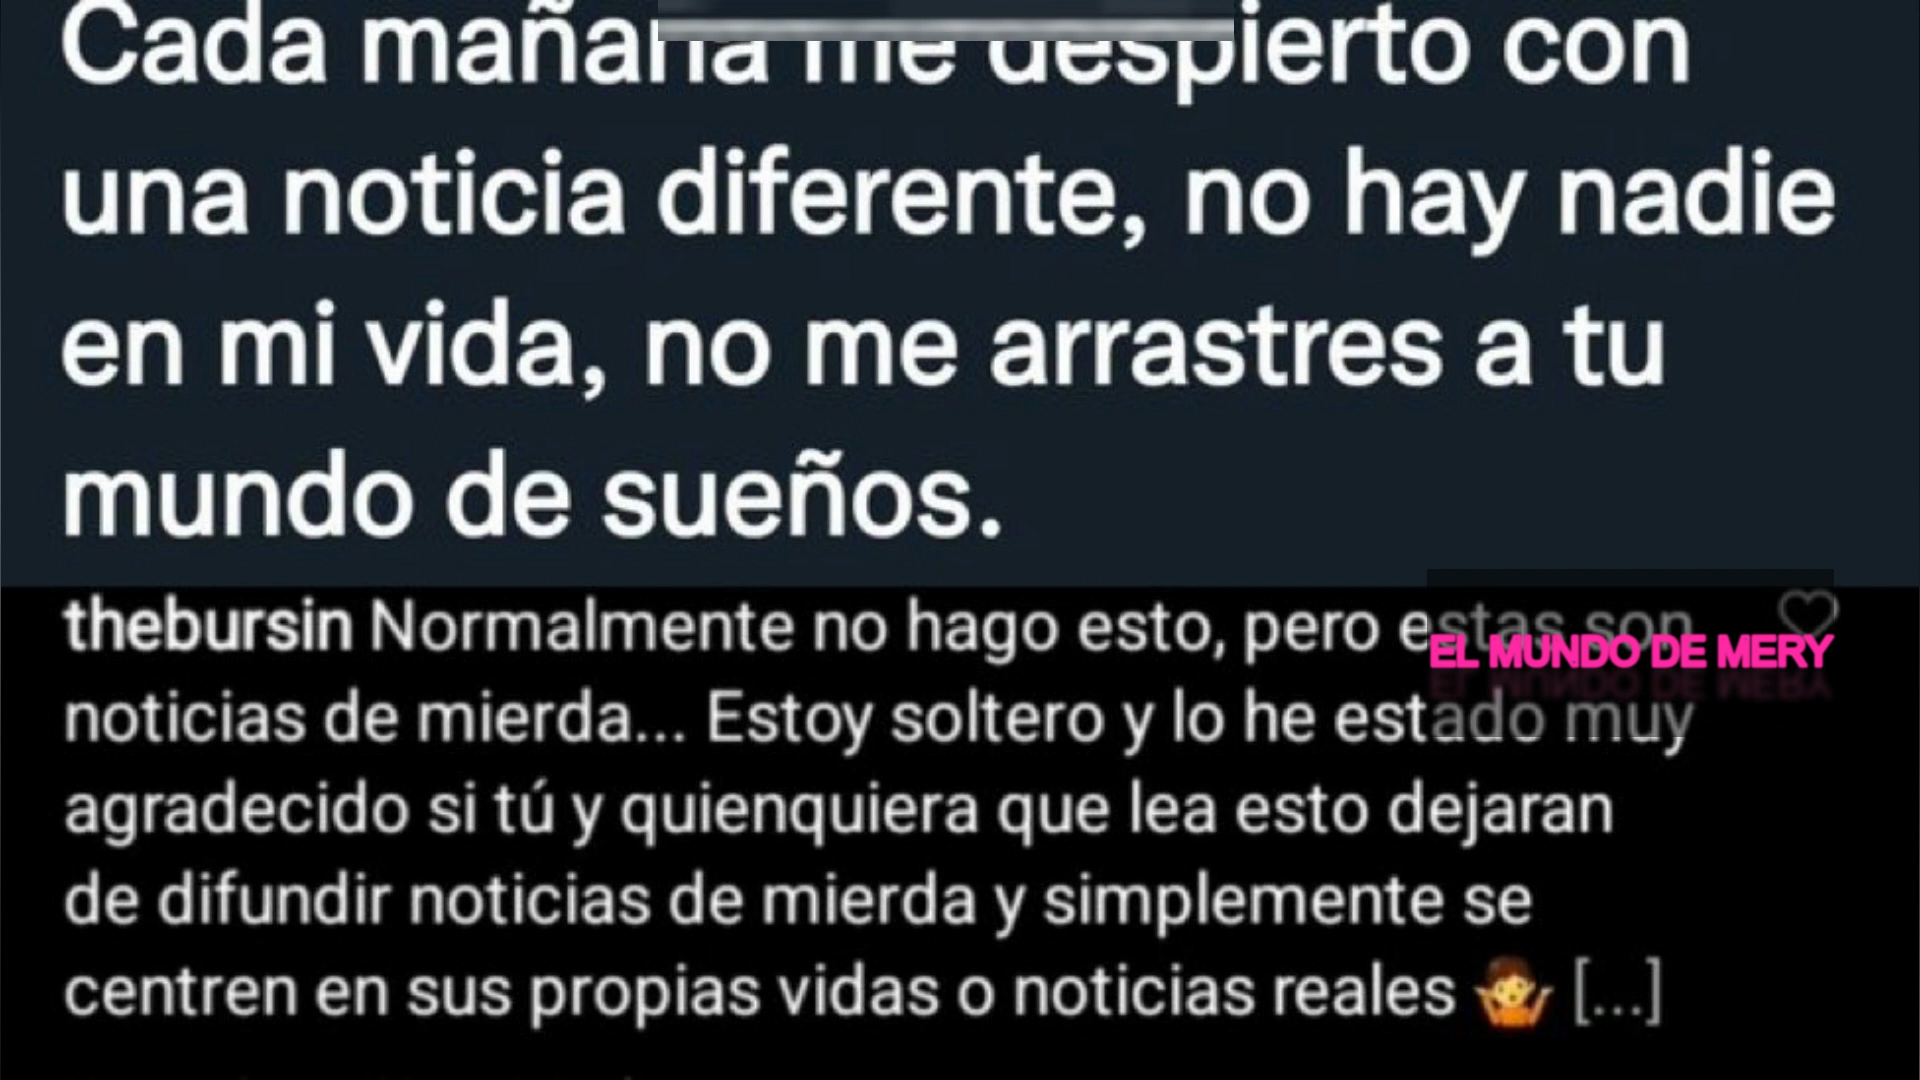 Cada mañana me despierto con
una noticia diferente, no hay nadie
en mi vida, no me arrastres a tu
mundo de sueños.
thebursin Normalmente no hago esto, pero estas son
EL MUNDO DE MERY
noticias de mierda... Estoy soltero y lo he estado muy
agradecido si tú y quienquiera que lea esto dejaran
de difundir noticias de mierda y simplemente se
centren en sus propias vidas o noticias reales 🤷 [...]